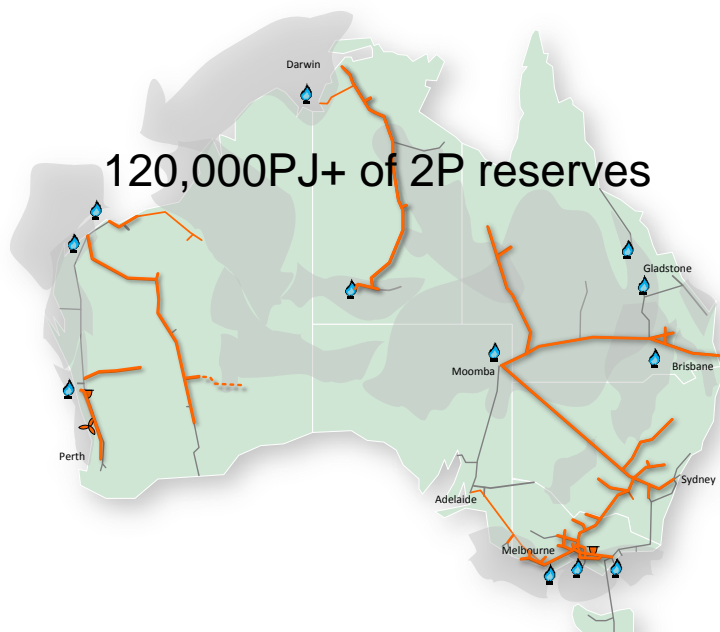 Darwin
120,000PJ+ of 2P reserves
Gladstone
Moomba
Brisbane
Perth
Sydney
Adelaide
Melbourne